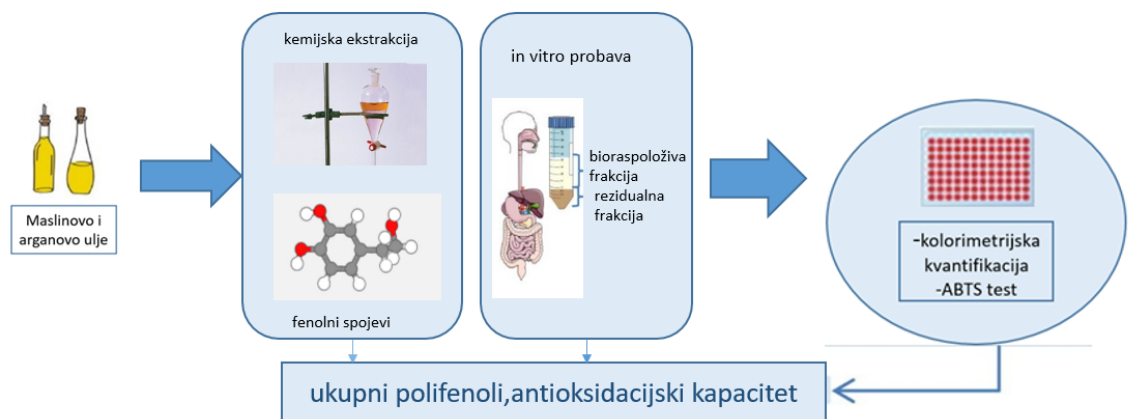 Maslinovo i
arganovo ulje
kemijska ekstrakcija
fenolni spojevi
in vitro probava
bioraspoloživa
frakcija
rezidualna
frakcija
-kolorimetrijska
kvantifikacija
-ABTS test
ukupni polifenoli,antioksidacijski kapacitet